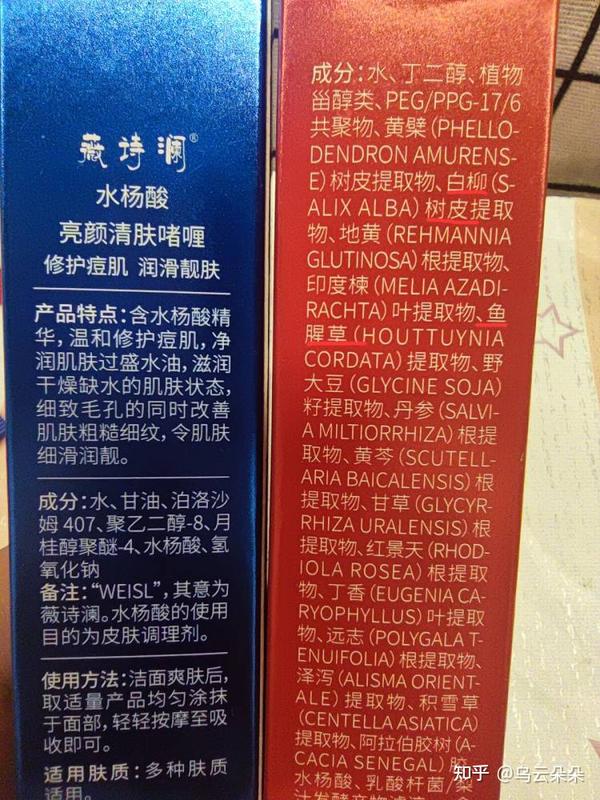 薇诗澜®
水杨酸
亮颜清肤啫喱
修护痘肌 润滑靓肤
产品特点：含水杨酸精
华，温和修护痘肌，净
润肌肤过盛水油，滋润
干燥缺水的肌肤状态，
细致毛孔的同时改善
肌肤粗糙细纹，令肌肤
细滑润靓。
成分：水、甘油、泊洛沙
姆 407、聚乙二醇-8、月
桂醇聚醚-4、水杨酸、氢
氧化钠
备注：“WEISL”，其意为
薇诗澜。水杨酸的使用
目的为皮肤调理剂。
使用方法：洁面爽肤后，
取适量产品均匀涂抹
于面部，轻轻按摩至吸
收即可。
适用肤质：多种肤质
适用。
成分：水、丁二醇、植物
甾醇类、PEG/PPG-17/6
共聚物、黄檗（PHELLO-
DENDRON AMURENS-
E）树皮提取物、白柳（S-
ALIX ALBA）树皮提取
物、地黄（REHMANNIA
GLUTINOSA）根提取物、
印度楝（MELIA AZADI-
RACHTA）叶提取物、鱼
腥草（HOUTTUYNIA
CORDATA）提取物、野
大豆（GLYCINE SOJA）
籽提取物、丹参（SALVI-
A MILTIORRHIZA）根提
取物、黄芩（SCUTELL-
ARIA BAICALENSIS）根
提取物、甘草（GLYCYR-
RHIZA URALENSIS）根
提取物、红景天（RHOD-
IOLA ROSEA）根提取
物、丁香（EUGENIA CA-
RYOPHYLLUS）叶提取
物、远志（POLYGALA T-
ENUIFOLIA）根提取物、
泽泻（ALISMA ORIENT-
ALE）提取物、积雪草
（CENTELLA ASIATICA）
提取物、阿拉伯胶树（A-
CACIA SENEGAL）胶、
水杨酸、乳酸杆菌/梨
汁发酵产物滤液
知乎 @乌云朵朵